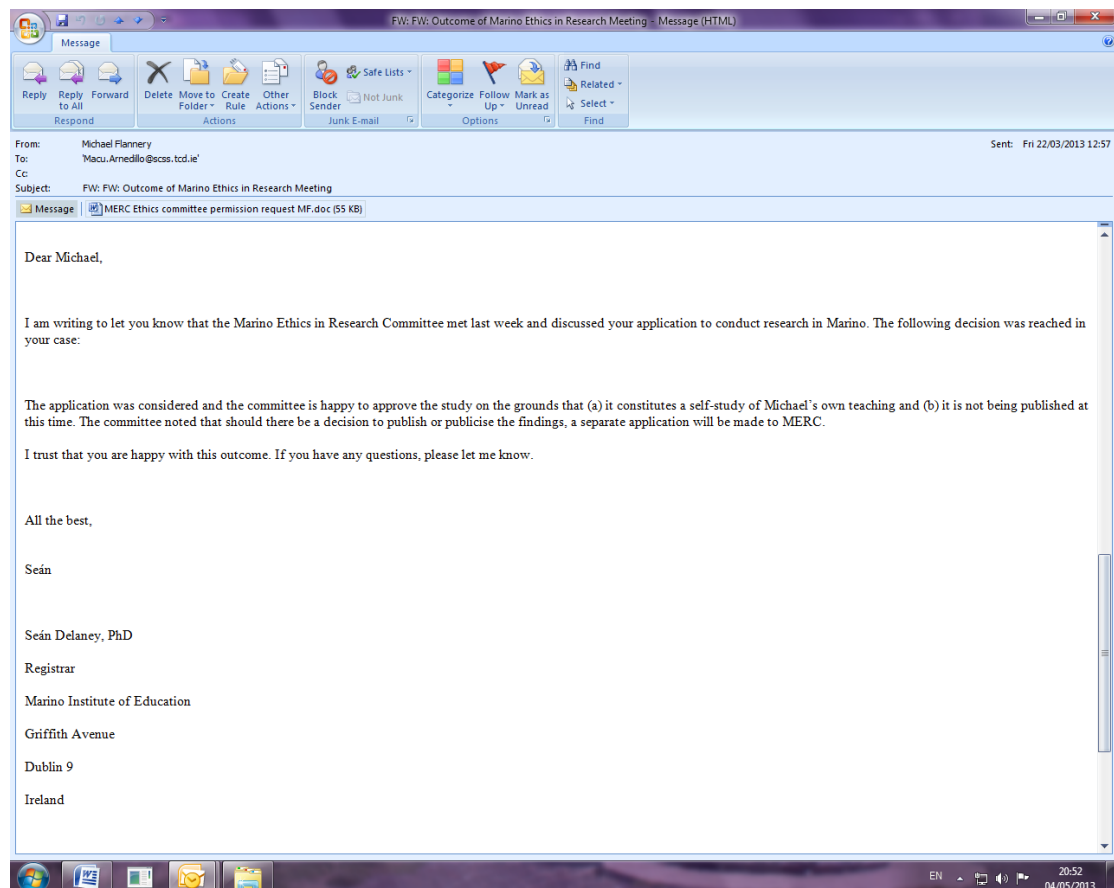 FW: FW: Outcome of Marino Ethics in Research Meeting - Message (HTML)
Message
Reply
Reply to All
Forward
Respond
Delete
Move to Folder
Create Rule
Other Actions
Actions
Block Sender
Safe Lists
Not Junk
Junk E-mail
Categorize
Follow Up
Mark as Unread
Options
Find
Related
Select
Find
From: Michael Flannery
Sent: Fri 22/03/2013 12:57
To: 'Macu.Arnedillo@scss.tcd.ie'
Cc:
Subject: FW: FW: Outcome of Marino Ethics in Research Meeting
Message
MERC Ethics committee permission request MF.doc (55 KB)
Dear Michael,
I am writing to let you know that the Marino Ethics in Research Committee met last week and discussed your application to conduct research in Marino. The following decision was reached in
your case:
The application was considered and the committee is happy to approve the study on the grounds that (a) it constitutes a self-study of Michael's own teaching and (b) it is not being published at
this time. The committee noted that should there be a decision to publish or publicise the findings, a separate application will be made to MERC.
I trust that you are happy with this outcome. If you have any questions, please let me know.
All the best,
Seán
Seán Delaney, PhD
Registrar
Marino Institute of Education
Griffith Avenue
Dublin 9
Ireland
EN
20:52
04/05/2013